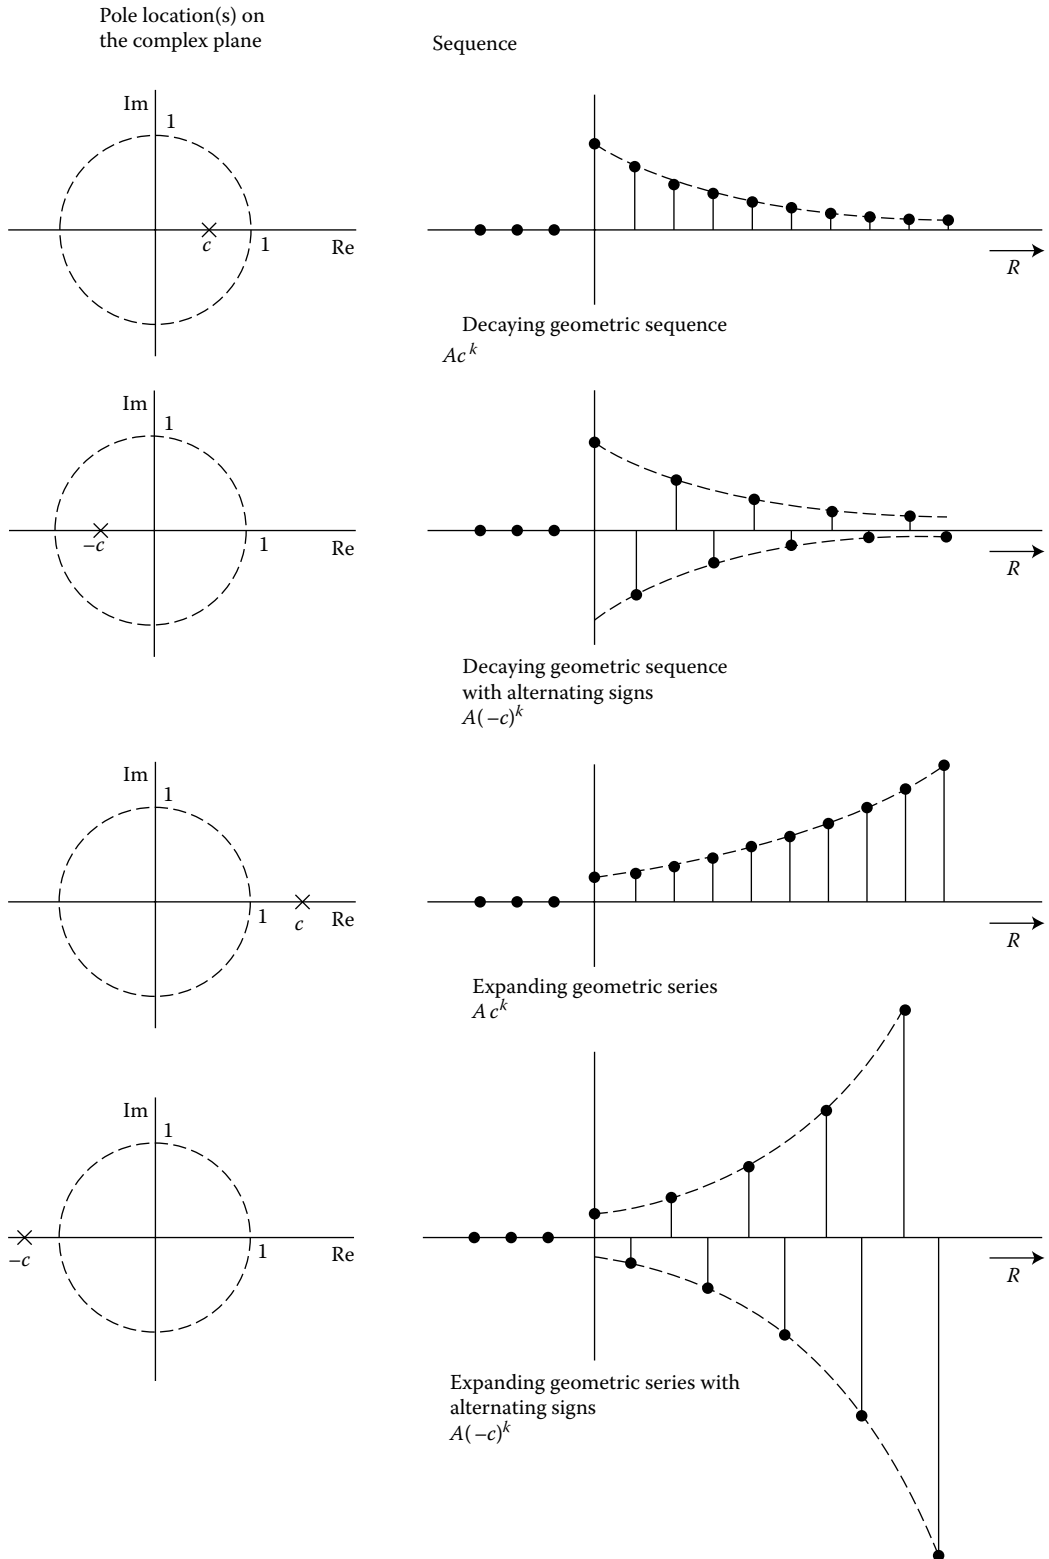 Pole location(s) on
the complex plane
Sequence
Im
1
c
1
Re
R
Decaying geometric sequence
Ac^k
Im
1
−c
1
Re
R
Decaying geometric sequence
with alternating signs
A(−c)^k
Im
1
c
1
Re
R
Expanding geometric series
Ac^k
Im
1
−c
1
Re
R
Expanding geometric series with
alternating signs
A(−c)^k